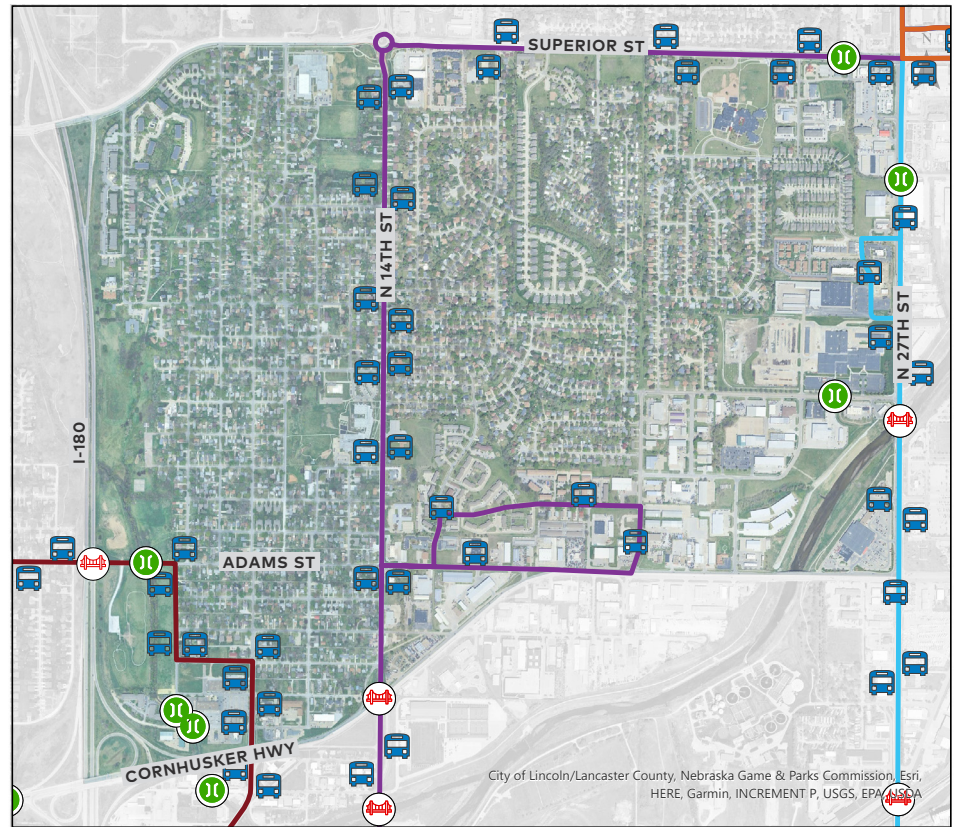 SUPERIOR ST
N
N 14TH ST
N 27TH ST
I-180
ADAMS ST
CORNHUSKER HWY
City of Lincoln/Lancaster County, Nebraska Game & Parks Commission, Esri,
HERE, Garmin, INCREMENT P, USGS, EPA, USDA